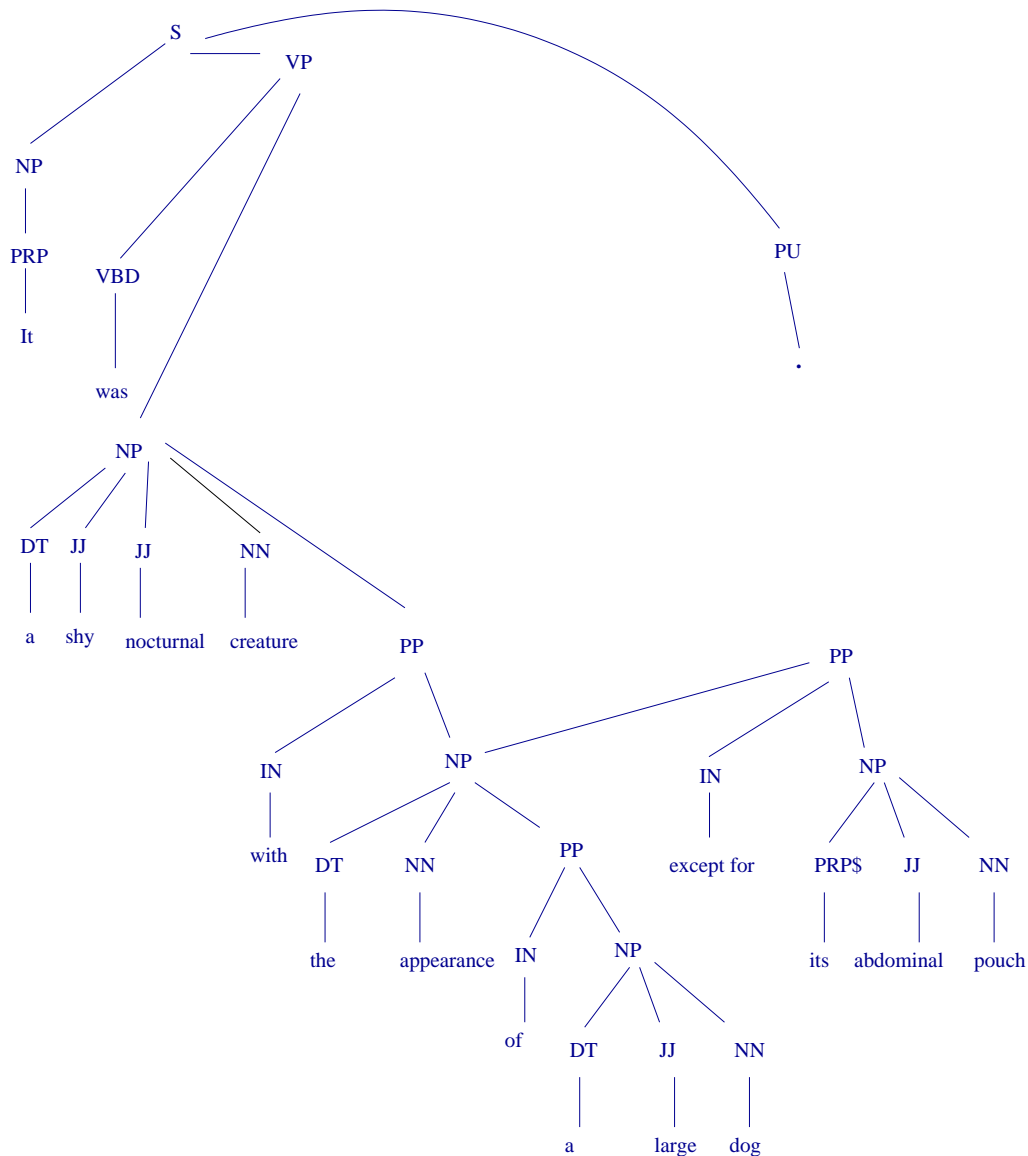 S
VP
NP
PU
PRP
VBD
It
.
was
NP
DT JJ JJ NN
a shy nocturnal creature
PP PP
IN NP IN NP
with DT NN PP except for PRP$ JJ NN
the appearance IN NP its abdominal pouch
of DT JJ NN
a large dog